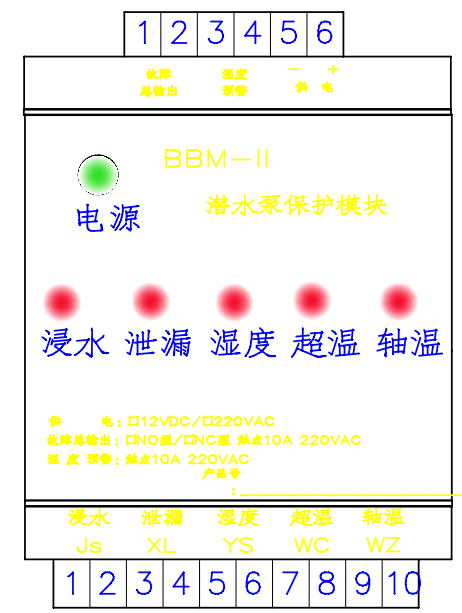 1 2 3 4 5 6
故障 温度 — +
总输出 预警 供 电
BBM-II
潜水泵保护模块
电源
浸水 泄漏 湿度 超温 轴温
供 电：□12VDC/□220VAC
故障总输出：□NO型/□NC型 触点10A 220VAC
温 度 预警：触点10A 220VAC
产品号
：
浸水 泄漏 湿度 超温 轴温
Js XL YS WC WZ
1 2 3 4 5 6 7 8 9 10